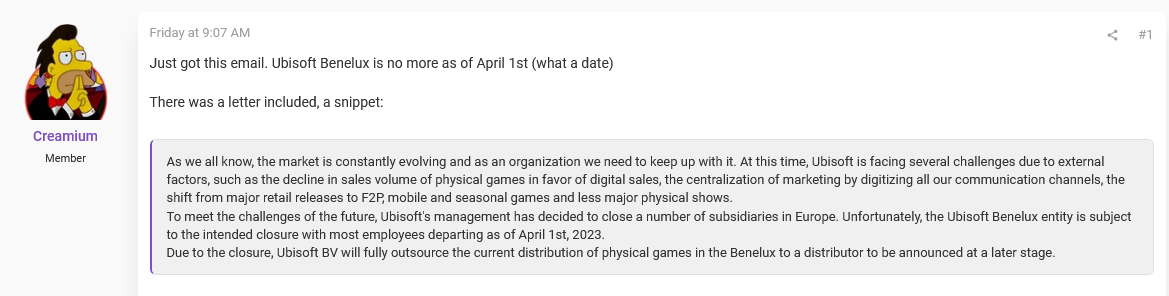 Friday at 9:07 AM
#1
Just got this email. Ubisoft Benelux is no more as of April 1st (what a date)
There was a letter included, a snippet:
Creamium
Member
As we all know, the market is constantly evolving and as an organization we need to keep up with it. At this time, Ubisoft is facing several challenges due to external
factors, such as the decline in sales volume of physical games in favor of digital sales, the centralization of marketing by digitizing all our communication channels, the
shift from major retail releases to F2P, mobile and seasonal games and less major physical shows.
To meet the challenges of the future, Ubisoft's management has decided to close a number of subsidiaries in Europe. Unfortunately, the Ubisoft Benelux entity is subject
to the intended closure with most employees departing as of April 1st, 2023.
Due to the closure, Ubisoft BV will fully outsource the current distribution of physical games in the Benelux to a distributor to be announced at a later stage.